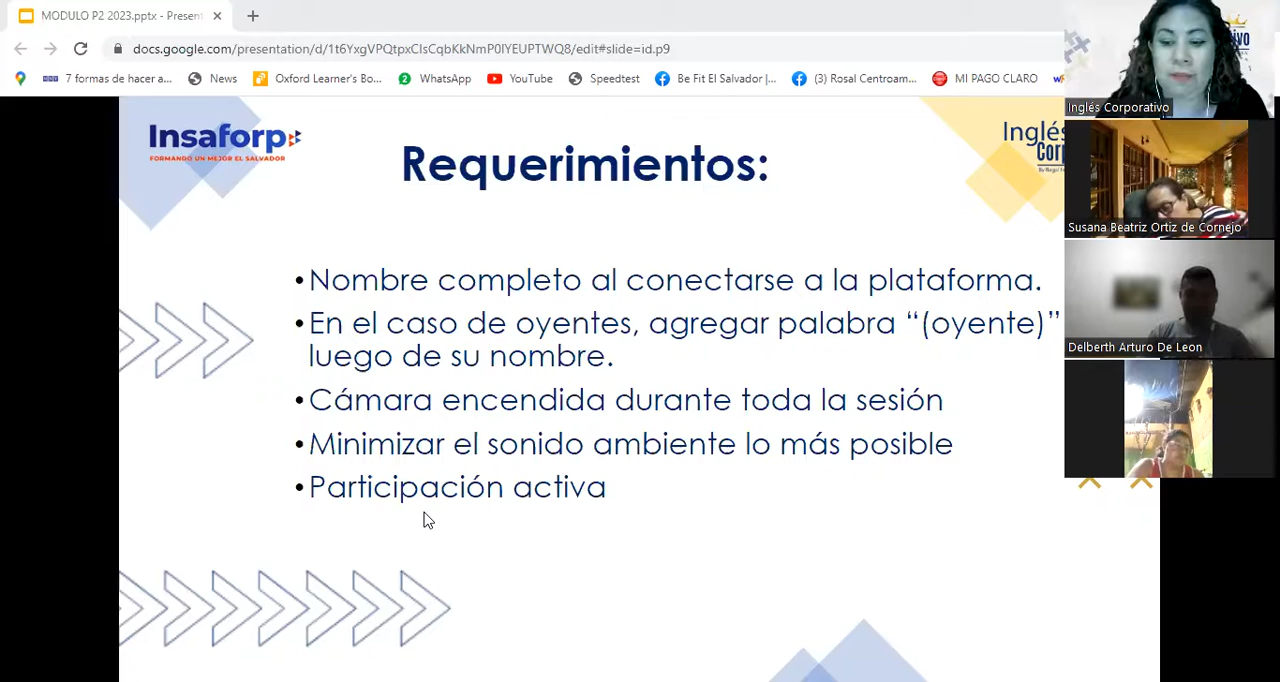 MODULO P2 2023.pptx - Present
docs.google.com/presentation/d/1t6YxgVPQtpxCIsCqbKkNmP0IYEUPTWQ8/edit#slide=id.p9
7 formas de hacer a...
News
Oxford Learner's Bo...
WhatsApp
YouTube
Speedtest
Be Fit El Salvador |...
(3) Rosal Centroam...
MI PAGO CLARO
Insaforp
FORMANDO UN MEJOR EL SALVADOR
Inglés
Corp
Requerimientos:
• Nombre completo al conectarse a la plataforma.
• En el caso de oyentes, agregar palabra “(oyente)”
luego de su nombre.
• Cámara encendida durante toda la sesión
• Minimizar el sonido ambiente lo más posible
• Participación activa
Inglés Corporativo
Susana Beatriz Ortiz de Cornejo
Delberth Arturo De Leon